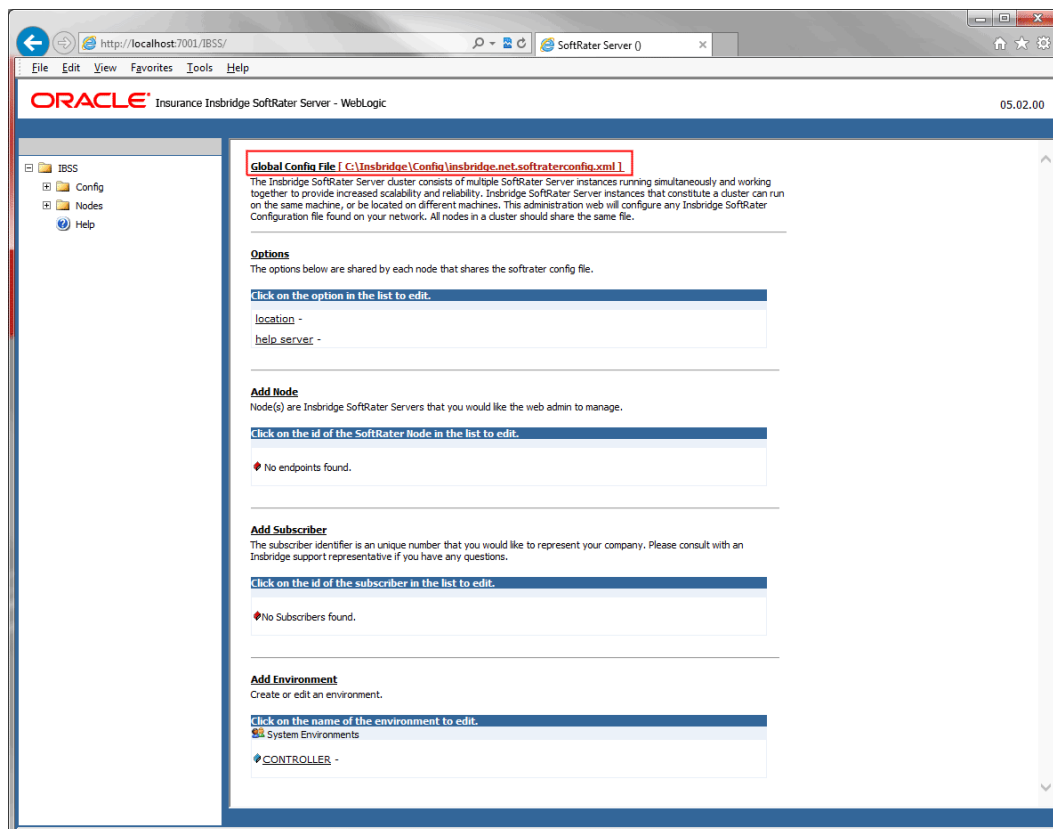 http://localhost:7001/IBSS/
SoftRater Server ()
File Edit View Favorites Tools Help
ORACLE Insurance Insbridge SoftRater Server - WebLogic
05.02.00
IBSS
Config
Nodes
Help
Global Config File [ C:\Insbridge\Config\insbridge.net.softraterconfig.xml ]
The Insbridge SoftRater Server cluster consists of multiple SoftRater Server instances running simultaneously and working
together to provide increased scalability and reliability. Insbridge SoftRater Server instances that constitute a cluster can run
on the same machine, or be located on different machines. This administration web will configure any Insbridge SoftRater
Configuration file found on your network. All nodes in a cluster should share the same file.
Options
The options below are shared by each node that shares the softrater config file.
Click on the option in the list to edit.
location -
help server -
Add Node
Node(s) are Insbridge SoftRater Servers that you would like the web admin to manage.
Click on the id of the SoftRater Node in the list to edit.
No endpoints found.
Add Subscriber
The subscriber identifier is an unique number that you would like to represent your company. Please consult with an
Insbridge support representative if you have any questions.
Click on the id of the subscriber in the list to edit.
No Subscribers found.
Add Environment
Create or edit an environment.
Click on the name of the environment to edit.
System Environments
CONTROLLER -